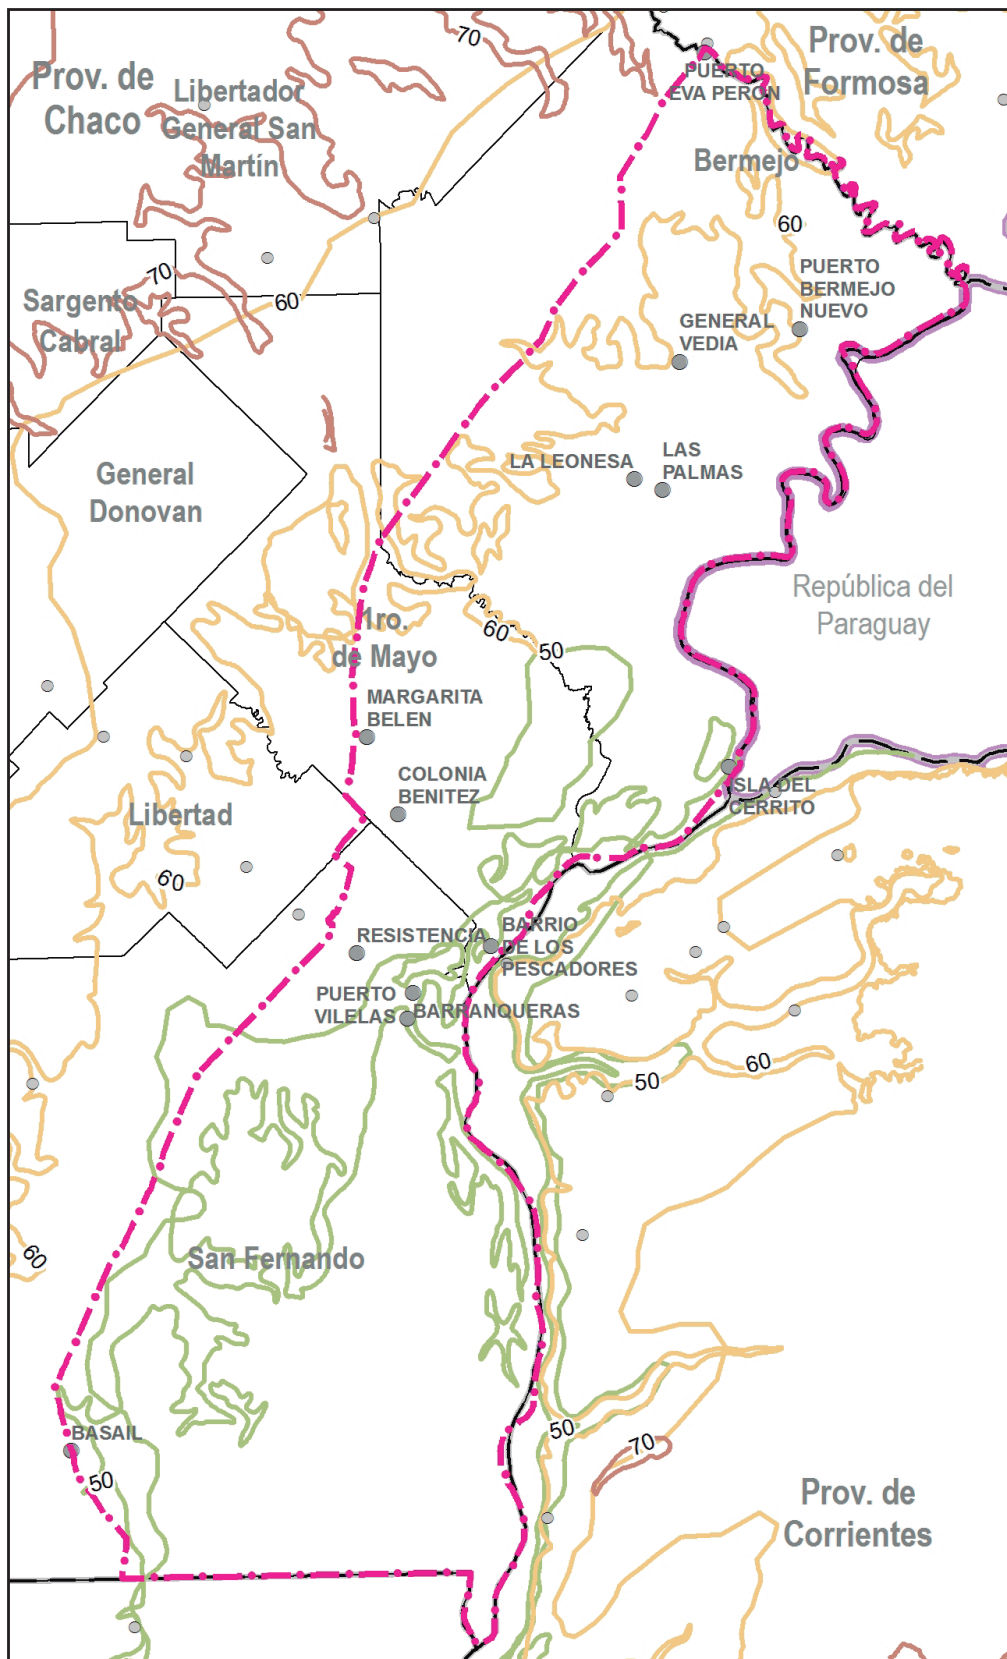 70
Prov. de
Formosa
Prov. de
Chaco
PUERTO
EVA PERÓN
Libertador
General San
Martín
Bermejo
60
70
60
PUERTO
BERMEJO
NUEVO
Sargento
Cabral
GENERAL
VEDIA
LAS
PALMAS
LA LEONESA
General
Donovan
República del
Paraguay
1ro.
de Mayo
60
50
MARGARITA
BELEN
COLONIA
BENITEZ
ISLA DEL
CERRITO
Libertad
60
RESISTENCIA
BARRIO
DE LOS
PESCADORES
PUERTO
VILELAS
BARRANQUERAS
50
60
60
San Fernando
BASAIL
50
50
70
Prov. de
Corrientes